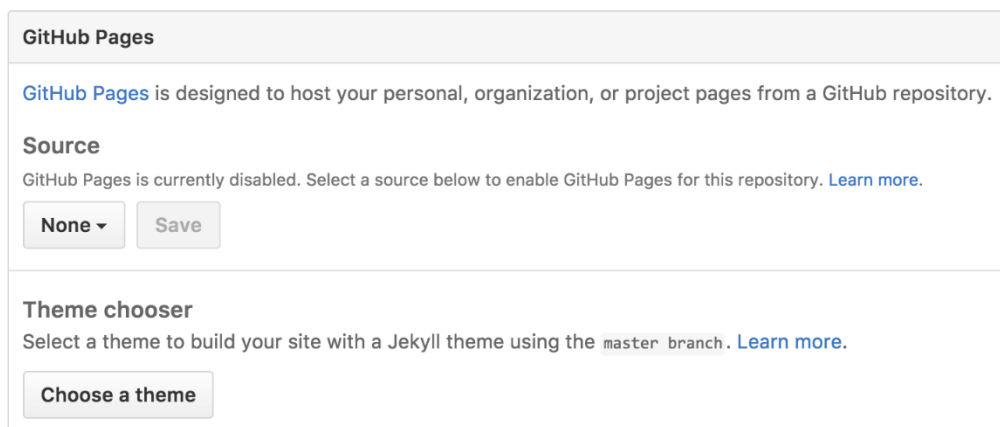 GitHub Pages
GitHub Pages is designed to host your personal, organization, or project pages from a GitHub repository.
Source
GitHub Pages is currently disabled. Select a source below to enable GitHub Pages for this repository. Learn more.
None Save
Theme chooser
Select a theme to build your site with a Jekyll theme using the master branch. Learn more.
Choose a theme